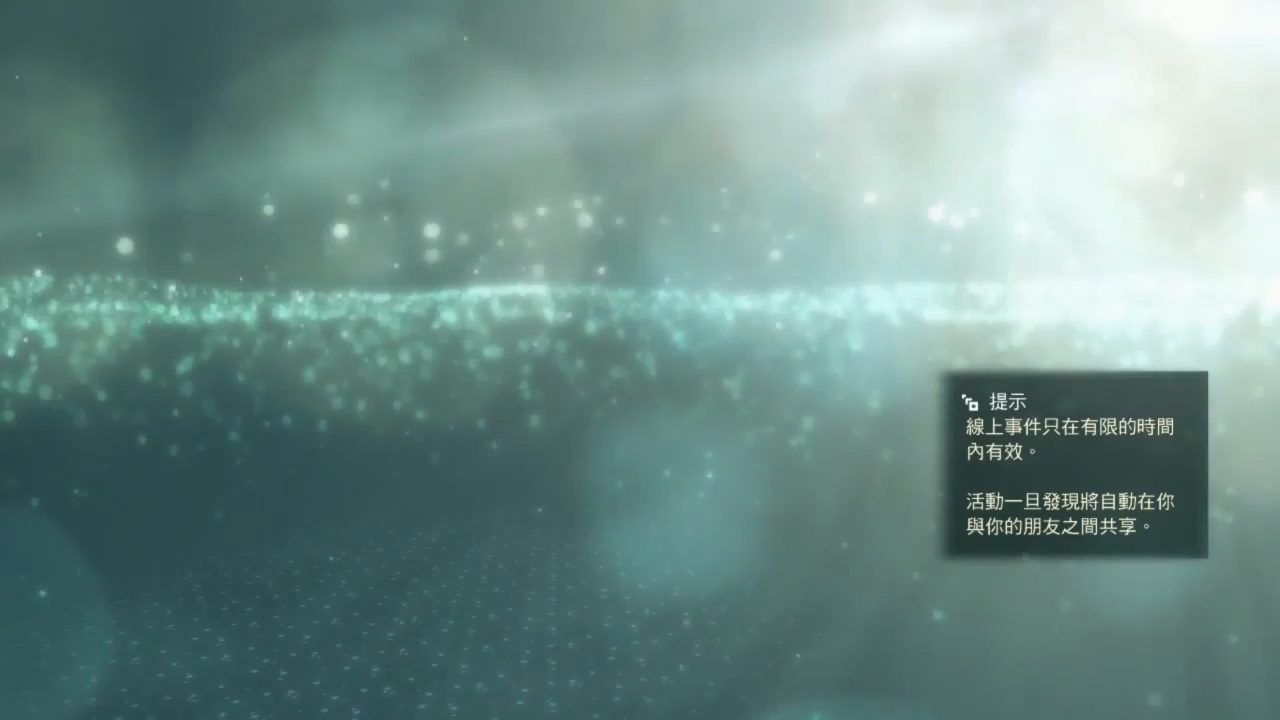 提示
線上事件只在有限的時間
內有效。
活動一旦發現將自動在你
與你的朋友之間共享。